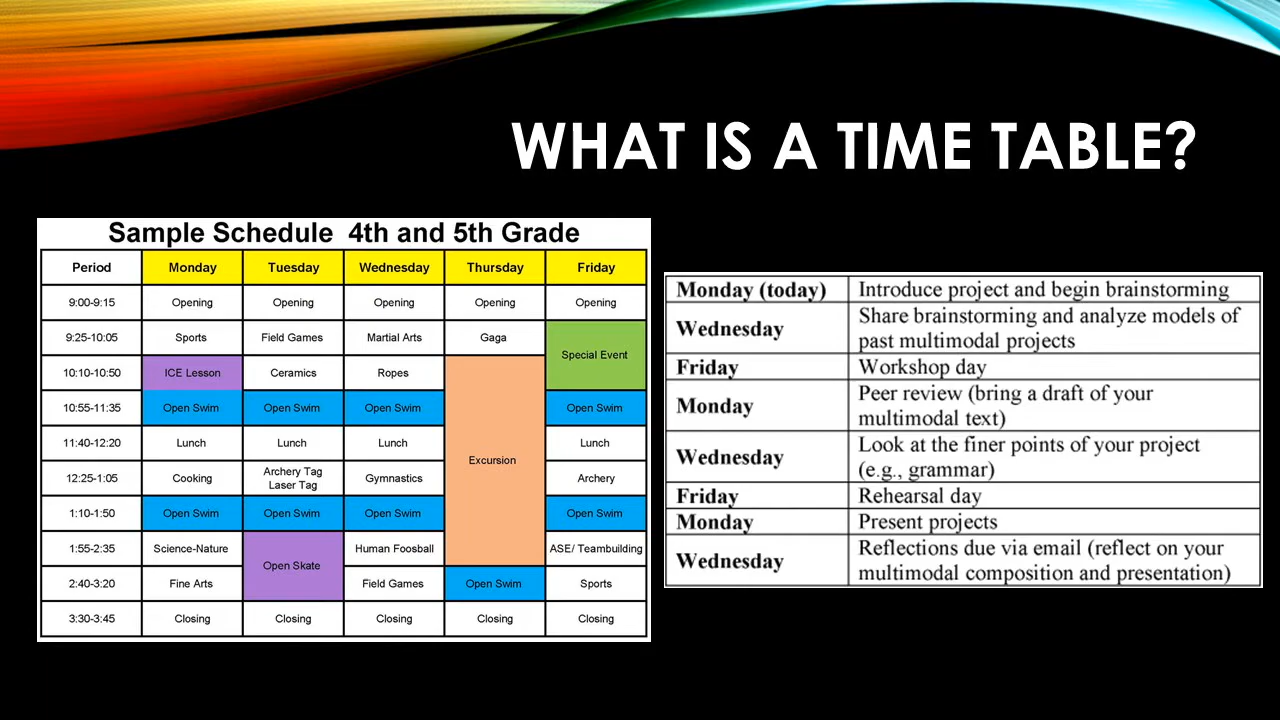 WHAT IS A TIME TABLE?
Sample Schedule 4th and 5th Grade
Period Monday Tuesday Wednesday Thursday Friday
9:00-9:15 Opening Opening Opening Opening Opening
9:25-10:05 Sports Field Games Martial Arts Gaga
Special Event
10:10-10:50 ICE Lesson Ceramics Ropes
10:55-11:35 Open Swim Open Swim Open Swim Open Swim
11:40-12:20 Lunch Lunch Lunch Lunch
Excursion
12:25-1:05 Cooking Archery Tag Gymnastics Archery
Laser Tag
1:10-1:50 Open Swim Open Swim Open Swim Open Swim
1:55-2:35 Science-Nature Human Foosball ASE/ Teambuilding
Open Skate
2:40-3:20 Fine Arts Field Games Open Swim Sports
3:30-3:45 Closing Closing Closing Closing Closing
Monday (today) Introduce project and begin brainstorming
Wednesday Share brainstorming and analyze models of
past multimodal projects
Friday Workshop day
Monday Peer review (bring a draft of your
multimodal text)
Wednesday Look at the finer points of your project
(e.g., grammar)
Friday Rehearsal day
Monday Present projects
Wednesday Reflections due via email (reflect on your
multimodal composition and presentation)